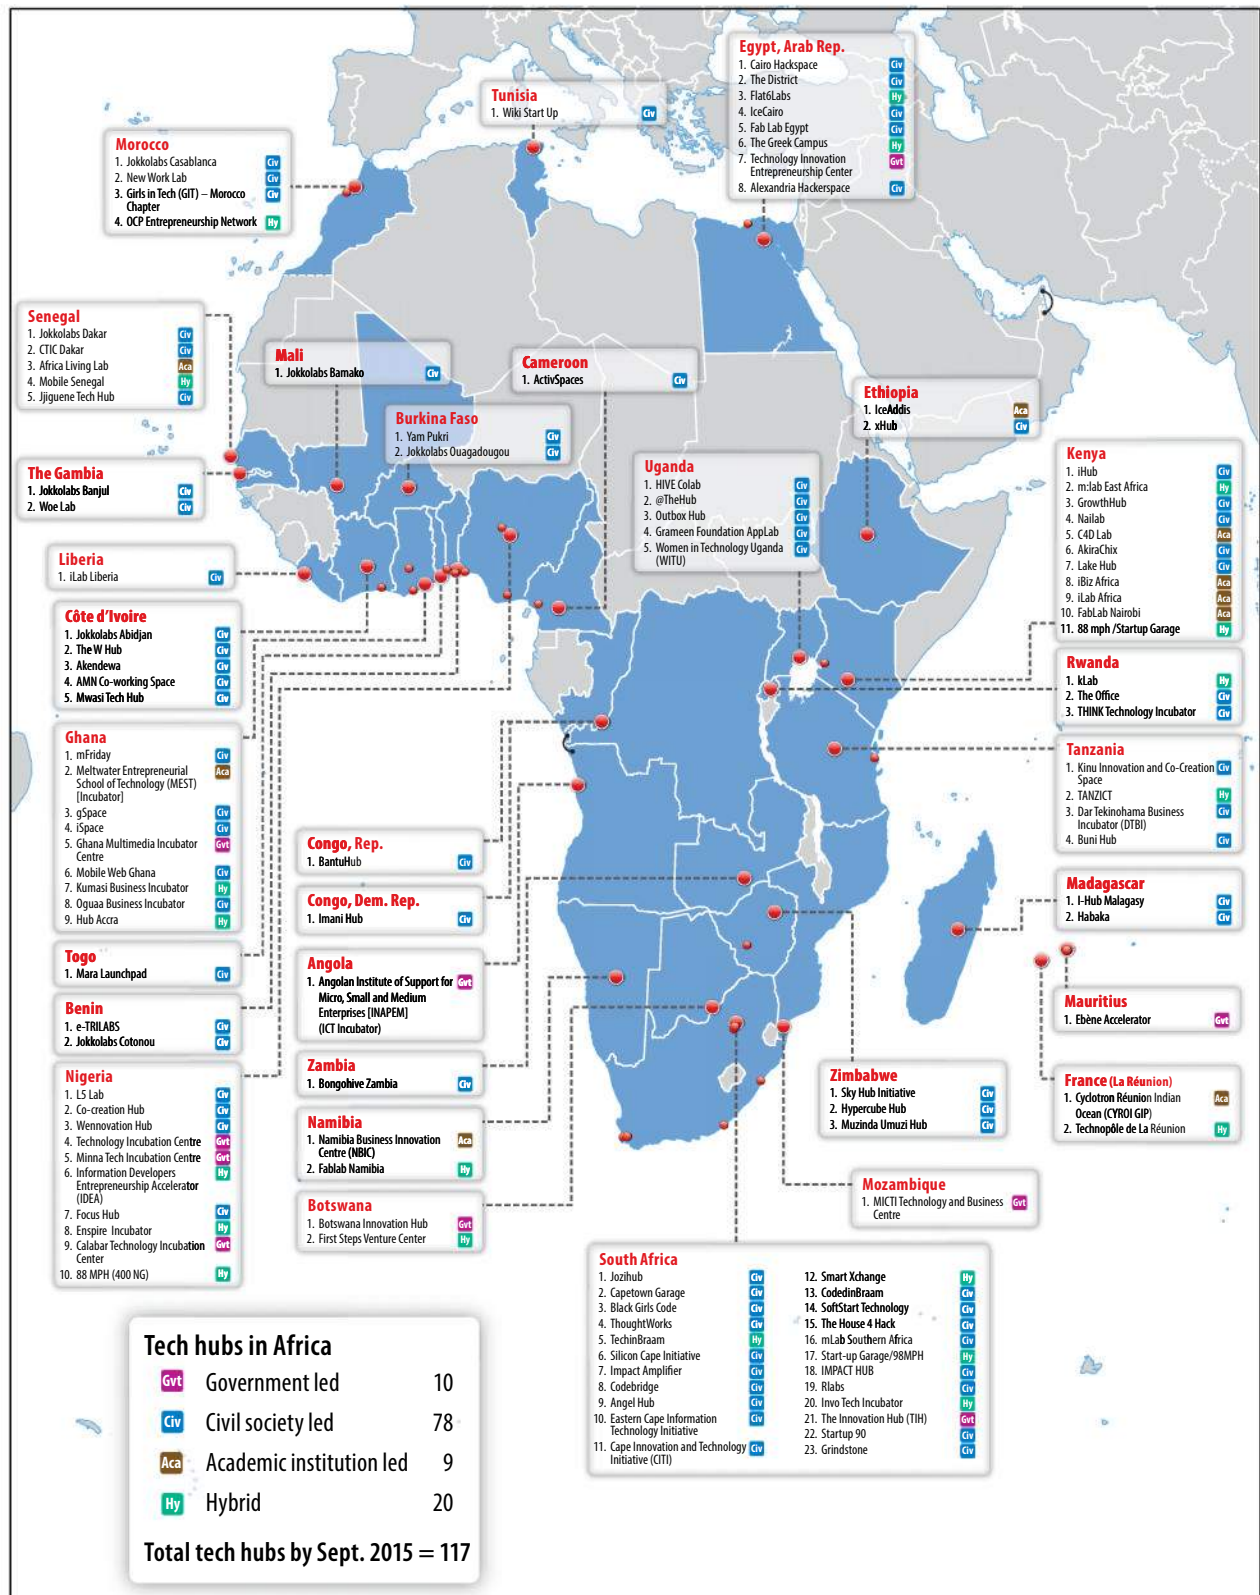 Egypt, Arab Rep.
1. Cairo Hackspace Civ
2. The District Civ
3. Flat6Labs Hy
4. IceCairo Civ
5. Fab Lab Egypt Civ
6. The Greek Campus Hy
7. Technology Innovation Gvt
Entrepreneurship Center
8. Alexandria Hackerspace Civ
Tunisia
1. Wiki Start Up Civ
Morocco
1. Jokkolabs Casablanca Civ
2. New Work Lab Civ
3. Girls in Tech (GIT) – Morocco Civ
Chapter
4. OCP Entrepreneurship Network Hy
Senegal
1. Jokkolabs Dakar Civ
2. CTIC Dakar Civ
3. Africa Living Lab Aca
4. Mobile Senegal Hy
5. Jjiguene Tech Hub Civ
Mali
1. Jokkolabs Bamako Civ
Cameroon
1. ActivSpaces Civ
Burkina Faso
1. Yam Pukri Civ
2. Jokkolabs Ouagadougou Civ
Ethiopia
1. IceAddis Aca
2. xHub Civ
The Gambia
1. Jokkolabs Banjul Civ
2. Woe Lab Civ
Uganda
1. HIVE Colab Civ
2. @TheHub Civ
3. Outbox Hub Civ
4. Grameen Foundation AppLab Civ
5. Women in Technology Uganda Civ
(WITU)
Kenya
1. iHub Civ
2. m:lab East Africa Hy
3. GrowthHub Civ
4. Nailab Civ
5. C4D Lab Aca
6. AkiraChix Civ
7. Lake Hub Civ
8. iBiz Africa Aca
9. iLab Africa Aca
10. FabLab Nairobi Aca
11. 88 mph /Startup Garage Hy
Liberia
1. iLab Liberia Civ
Côte d'Ivoire
1. Jokkolabs Abidjan Civ
2. The W Hub Civ
3. Akendewa Civ
4. AMN Co-working Space Civ
5. Mwasi Tech Hub Civ
Rwanda
1. kLab Hy
2. The Office Civ
3. THINK Technology Incubator Civ
Ghana
1. mFriday Civ
2. Meltwater Entrepreneurial Aca
School of Technology (MEST)
[Incubator]
3. gSpace Civ
4. iSpace Civ
5. Ghana Multimedia Incubator Gvt
Centre
6. Mobile Web Ghana Civ
7. Kumasi Business Incubator Hy
8. Oguaa Business Incubator Civ
9. Hub Accra Hy
Tanzania
1. Kinu Innovation and Co-Creation Civ
Space
2. TANZICT Hy
3. Dar Tekinohama Business Civ
Incubator (DTBI)
4. Buni Hub Civ
Congo, Rep.
1. BantuHub Civ
Congo, Dem. Rep.
1. Imani Hub Civ
Madagascar
1. I-Hub Malagasy Civ
2. Habaka Civ
Togo
1. Mara Launchpad Civ
Angola
1. Angolan Institute of Support for Gvt
Micro, Small and Medium
Enterprises [INAPEM]
(ICT Incubator)
Benin
1. e-TRILABS Civ
2. Jokkolabs Cotonou Civ
Mauritius
1. Ebène Accelerator Gvt
Nigeria
1. L5 Lab Civ
2. Co-creation Hub Civ
3. Wennovation Hub Civ
4. Technology Incubation Centre Gvt
5. Minna Tech Incubation Centre Gvt
6. Information Developers Hy
Entrepreneurship Accelerator
(IDEA)
7. Focus Hub Civ
8. Enspire Incubator Hy
9. Calabar Technology Incubation Gvt
Center
10. 88 MPH (400 NG) Hy
Zambia
1. Bongohive Zambia Civ
Zimbabwe
1. Sky Hub Initiative Civ
2. Hypercube Hub Civ
3. Muzinda Umuzi Hub Civ
France (La Réunion)
1. Cyclotron Réunion Indian Aca
Ocean (CYROI GIP)
2. Technopôle de La Réunion Hy
Namibia
1. Namibia Business Innovation Aca
Centre (NBIC)
2. Fablab Namibia Hy
Mozambique
1. MICTI Technology and Business Gvt
Centre
Botswana
1. Botswana Innovation Hub Gvt
2. First Steps Venture Center Hy
South Africa
1. Jozihub Civ
2. Capetown Garage Civ
3. Black Girls Code Civ
4. ThoughtWorks Civ
5. TechinBraam Hy
6. Silicon Cape Initiative Civ
7. Impact Amplifier Civ
8. Codebridge Civ
9. Angel Hub Civ
10. Eastern Cape Information Civ
Technology Initiative
11. Cape Innovation and Technology Civ
Initiative (CITI)
12. Smart Xchange Hy
13. CodedinBraam Civ
14. SoftStart Technology Civ
15. The House 4 Hack Civ
16. mLab Southern Africa Civ
17. Start-up Garage/98MPH Hy
18. IMPACT HUB Civ
19. Rlabs Civ
20. Invo Tech Incubator Hy
21. The Innovation Hub (TIH) Gvt
22. Startup 90 Civ
23. Grindstone Civ
Tech hubs in Africa
Gvt Government led 10
Civ Civil society led 78
Aca Academic institution led 9
Hy Hybrid 20
Total tech hubs by Sept. 2015 = 117